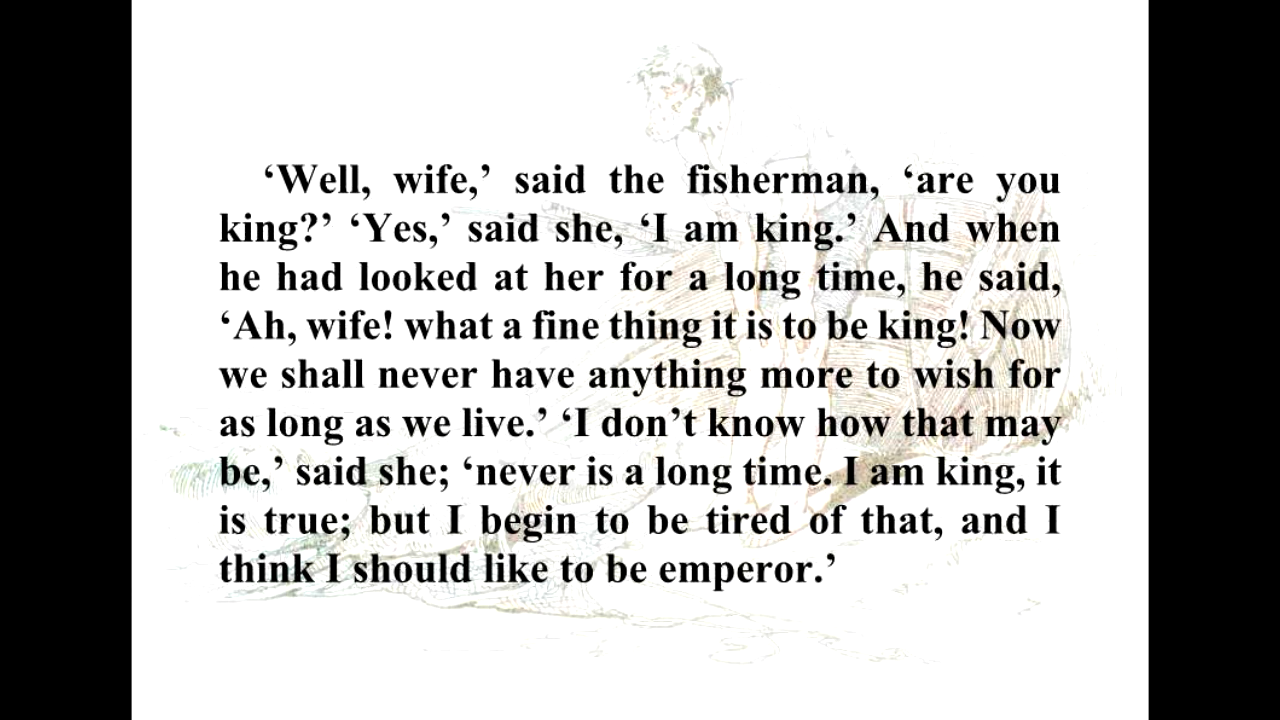 ‘Well, wife,’ said the fisherman, ‘are you
king?’ ‘Yes,’ said she, ‘I am king.’ And when
he had looked at her for a long time, he said,
‘Ah, wife! what a fine thing it is to be king! Now
we shall never have anything more to wish for
as long as we live.’ ‘I don’t know how that may
be,’ said she; ‘never is a long time. I am king, it
is true; but I begin to be tired of that, and I
think I should like to be emperor.’